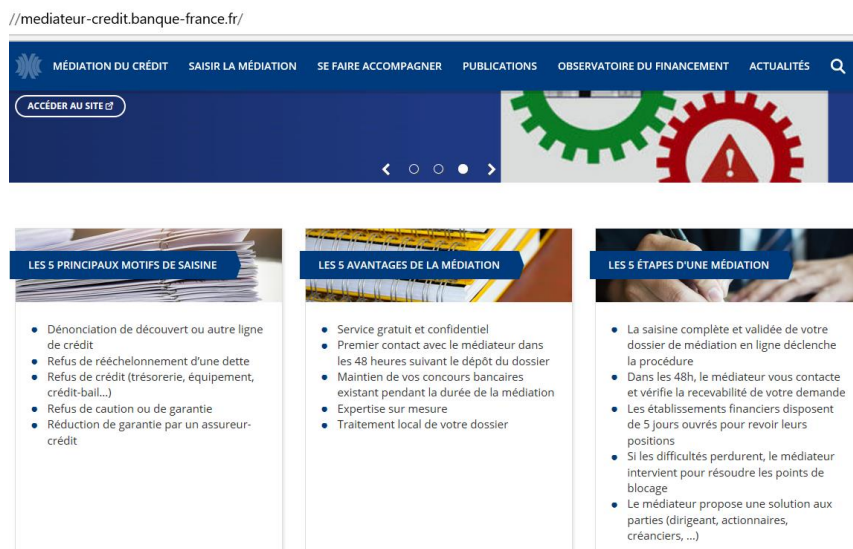 //mediateur-credit.banque-france.fr/
MÉDIATION DU CRÉDIT SAISIR LA MÉDIATION SE FAIRE ACCOMPAGNER PUBLICATIONS OBSERVATOIRE DU FINANCEMENT ACTUALITÉS
ACCÉDER AU SITE
LES 5 PRINCIPAUX MOTIFS DE SAISINE
Dénonciation de découvert ou autre ligne
de crédit
Refus de rééchelonnement d'une dette
Refus de crédit (trésorerie, équipement,
crédit-bail...)
Refus de caution ou de garantie
Réduction de garantie par un assureur-
crédit
LES 5 AVANTAGES DE LA MÉDIATION
Service gratuit et confidentiel
Premier contact avec le médiateur dans
les 48 heures suivant le dépôt du dossier
Maintien de vos concours bancaires
existant pendant la durée de la médiation
Expertise sur mesure
Traitement local de votre dossier
LES 5 ÉTAPES D'UNE MÉDIATION
La saisine complète et validée de votre
dossier de médiation en ligne déclenche
la procédure
Dans les 48h, le médiateur vous contacte
et vérifie la recevabilité de votre demande
Les établissements financiers disposent
de 5 jours ouvrés pour revoir leurs
positions
Si les difficultés perdurent, le médiateur
intervient pour résoudre les points de
blocage
Le médiateur propose une solution aux
parties (dirigeant, actionnaires,
créanciers, ...)